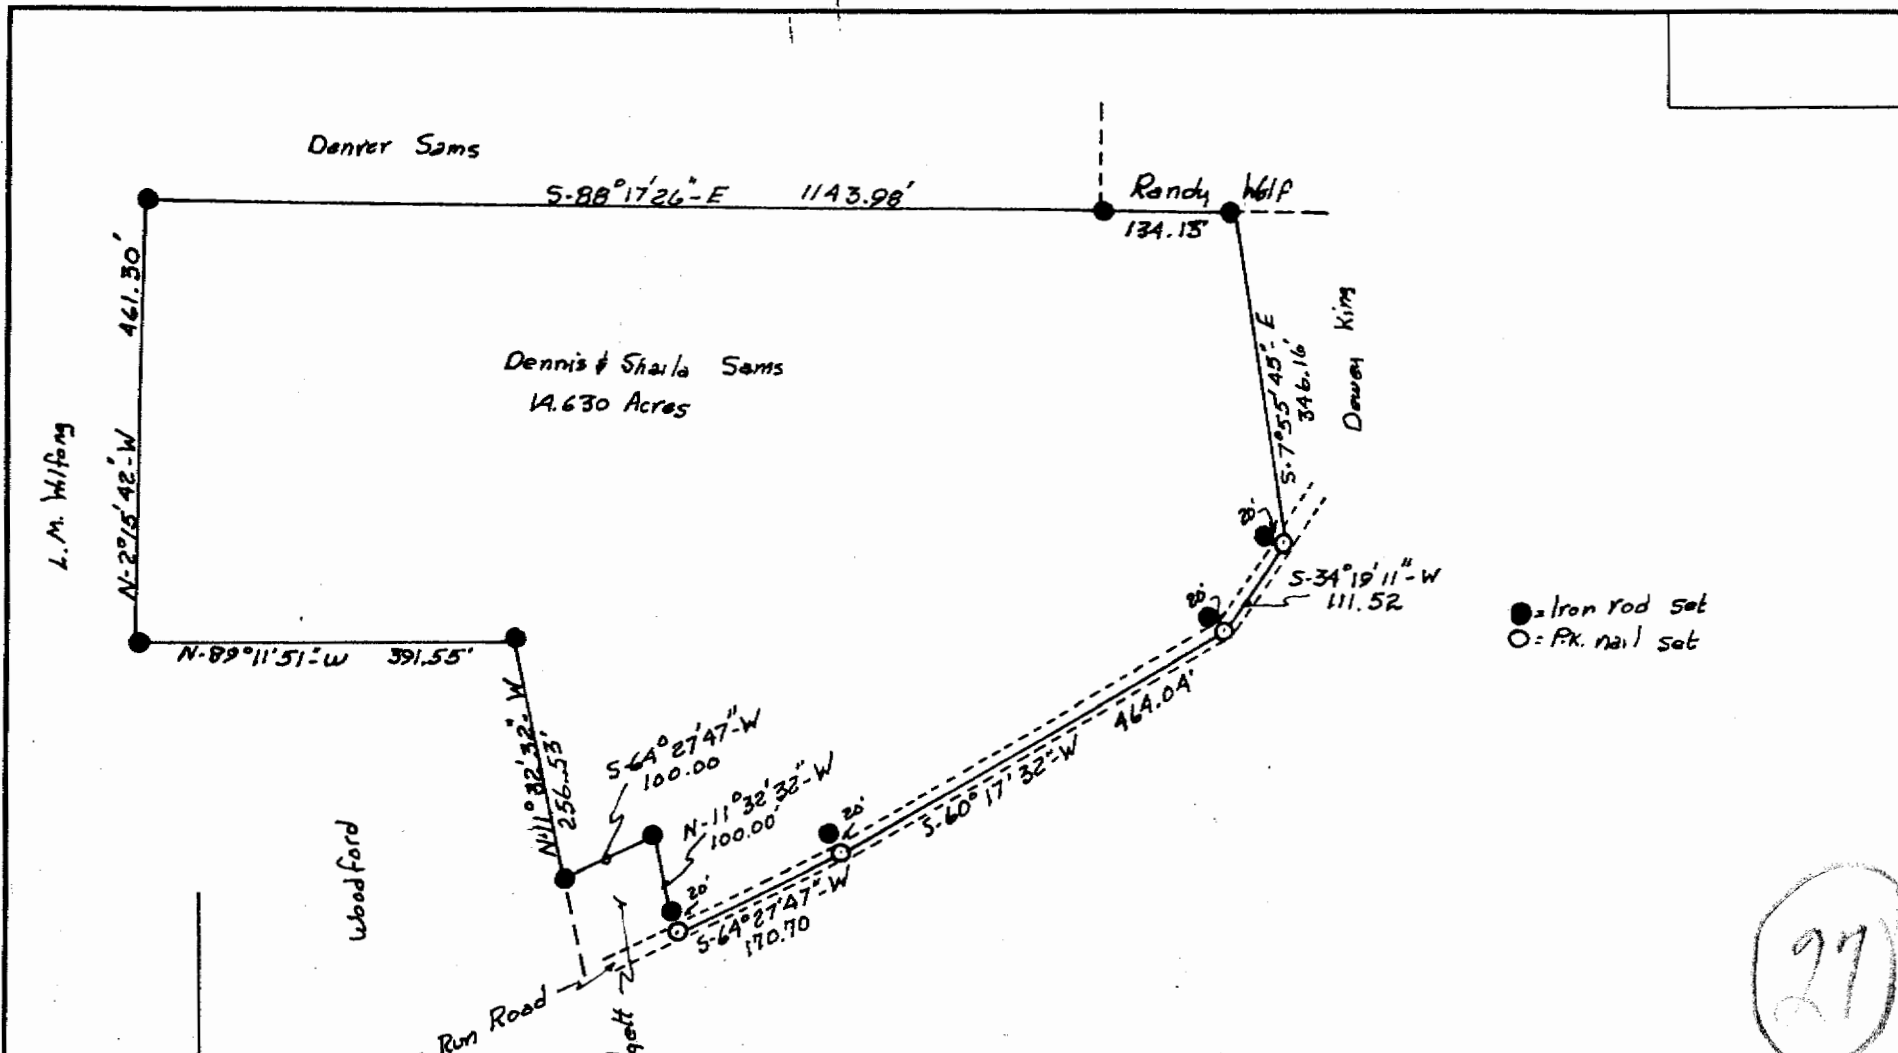 Denver Sams
S-88°17'26"-E 1143.98'
Randy Wolf
134.15'
461.30'
N-2°15'42"-W
L.M. Wilfong
Dennis & Sharla Sams
14.630 Acres
S-7°55'45"-E
346.16'
Dewey King
20'
S-34°19'11"-W
111.52
20'
●=Iron rod set
○=P.K. nail set
N-89°11'51"-W 391.55'
N-11°32'32"-W
256.53'
S-64°27'47"-W
100.00
N-11°32'32"-W
100.00'
20'
S-60°17'32"-W 464.04'
20'
S-64°27'47"-W
170.70
Woodford
Run Road
27